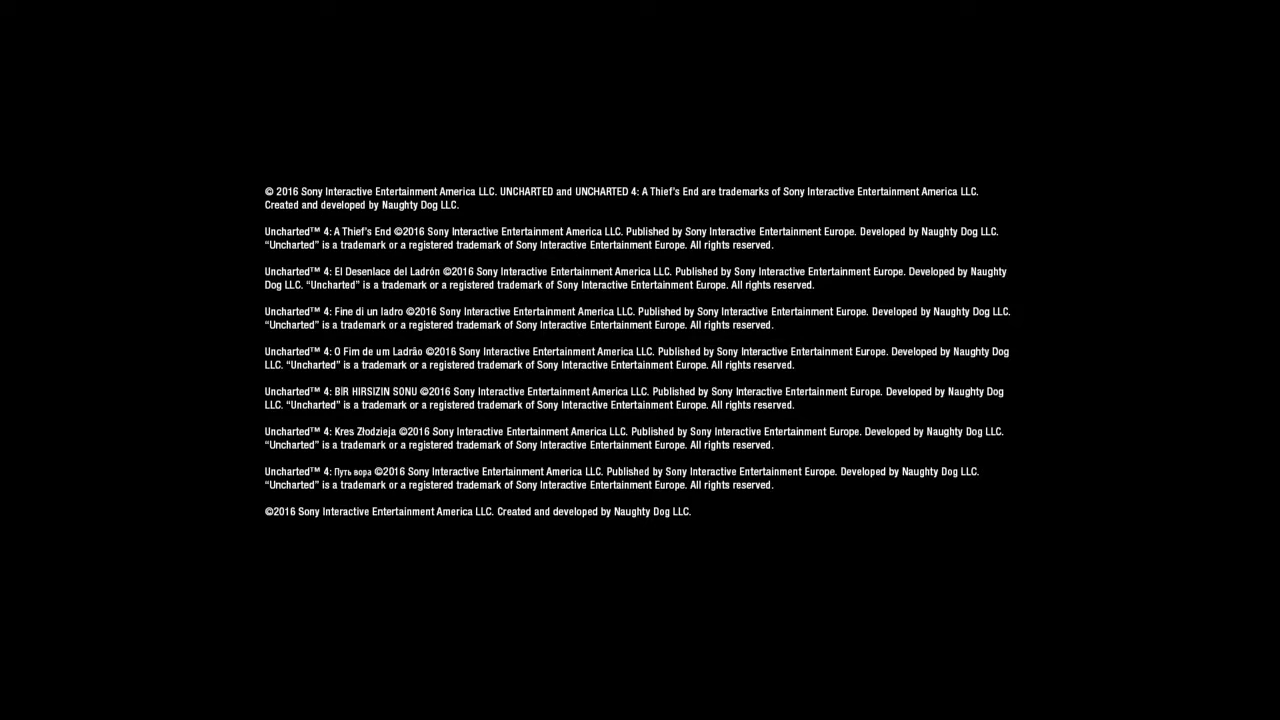 © 2016 Sony Interactive Entertainment America LLC. UNCHARTED and UNCHARTED 4: A Thief's End are trademarks of Sony Interactive Entertainment America LLC.
Created and developed by Naughty Dog LLC.
Uncharted™ 4: A Thief's End ©2016 Sony Interactive Entertainment America LLC. Published by Sony Interactive Entertainment Europe. Developed by Naughty Dog LLC.
“Uncharted” is a trademark or a registered trademark of Sony Interactive Entertainment Europe. All rights reserved.
Uncharted™ 4: El Desenlace del Ladrón ©2016 Sony Interactive Entertainment America LLC. Published by Sony Interactive Entertainment Europe. Developed by Naughty
Dog LLC. “Uncharted” is a trademark or a registered trademark of Sony Interactive Entertainment Europe. All rights reserved.
Uncharted™ 4: Fine di un ladro ©2016 Sony Interactive Entertainment America LLC. Published by Sony Interactive Entertainment Europe. Developed by Naughty Dog LLC.
“Uncharted” is a trademark or a registered trademark of Sony Interactive Entertainment Europe. All rights reserved.
Uncharted™ 4: O Fim de um Ladrão ©2016 Sony Interactive Entertainment America LLC. Published by Sony Interactive Entertainment Europe. Developed by Naughty Dog
LLC. “Uncharted” is a trademark or a registered trademark of Sony Interactive Entertainment Europe. All rights reserved.
Uncharted™ 4: BİR HIRSIZIN SONU ©2016 Sony Interactive Entertainment America LLC. Published by Sony Interactive Entertainment Europe. Developed by Naughty Dog
LLC. “Uncharted” is a trademark or a registered trademark of Sony Interactive Entertainment Europe. All rights reserved.
Uncharted™ 4: Kres Złodzieja ©2016 Sony Interactive Entertainment America LLC. Published by Sony Interactive Entertainment Europe. Developed by Naughty Dog LLC.
“Uncharted” is a trademark or a registered trademark of Sony Interactive Entertainment Europe. All rights reserved.
Uncharted™ 4: Путь вора ©2016 Sony Interactive Entertainment America LLC. Published by Sony Interactive Entertainment Europe. Developed by Naughty Dog LLC.
“Uncharted” is a trademark or a registered trademark of Sony Interactive Entertainment Europe. All rights reserved.
©2016 Sony Interactive Entertainment America LLC. Created and developed by Naughty Dog LLC.